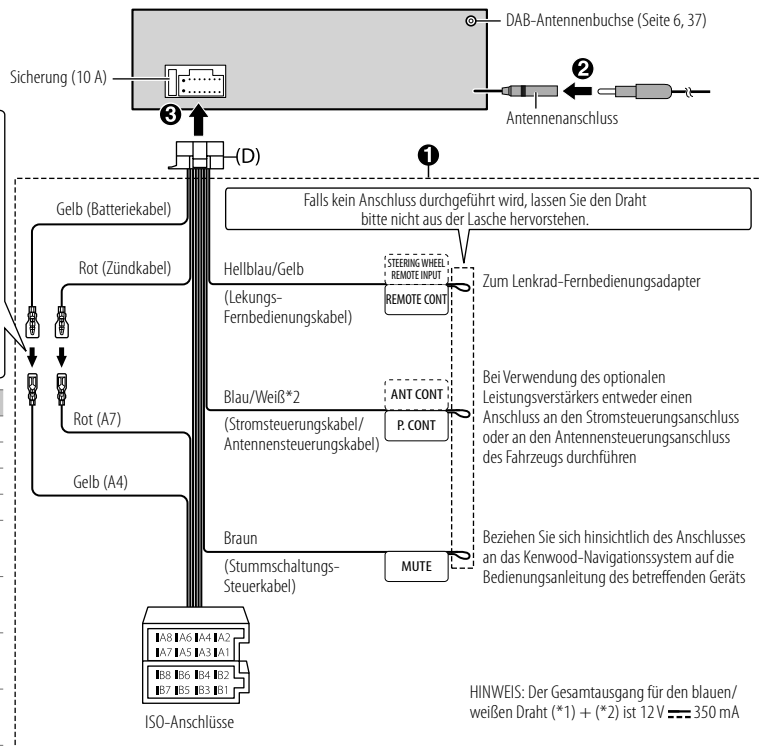 DAB-Antennenbuchse (Seite 6, 37)
Sicherung (10 A)
❷
❸
Antennenanschluss
(D)
❶
Gelb (Batteriekabel)
Falls kein Anschluss durchgeführt wird, lassen Sie den Draht
bitte nicht aus der Lasche hervorstehen.
Rot (Zündkabel)
Hellblau/Gelb
(Lekungs-
Fernbedienungskabel)
STEERING WHEEL
REMOTE INPUT
REMOTE CONT
Zum Lenkrad-Fernbedienungsadapter
Rot (A7)
Gelb (A4)
Blau/Weiß*2
(Stromsteuerungskabel/
Antennensteuerungskabel)
ANT CONT
P. CONT
Bei Verwendung des optionalen
Leistungsverstärkers entweder einen
Anschluss an den Stromsteuerungsanschluss
oder an den Antennensteuerungsanschluss
des Fahrzeugs durchführen
Braun
(Stummschaltungs-
Steuerkabel)
MUTE
Beziehen Sie sich hinsichtlich des Anschlusses
an das Kenwood-Navigationssystem auf die
Bedienungsanleitung des betreffenden Geräts
A8 A6 A4 A2
A7 A5 A3 A1
B8 B6 B4 B2
B7 B5 B3 B1
ISO-Anschlüsse
HINWEIS: Der Gesamtausgang für den blauen/
weißen Draht (*1) + (*2) ist 12 V ⎓ 350 mA